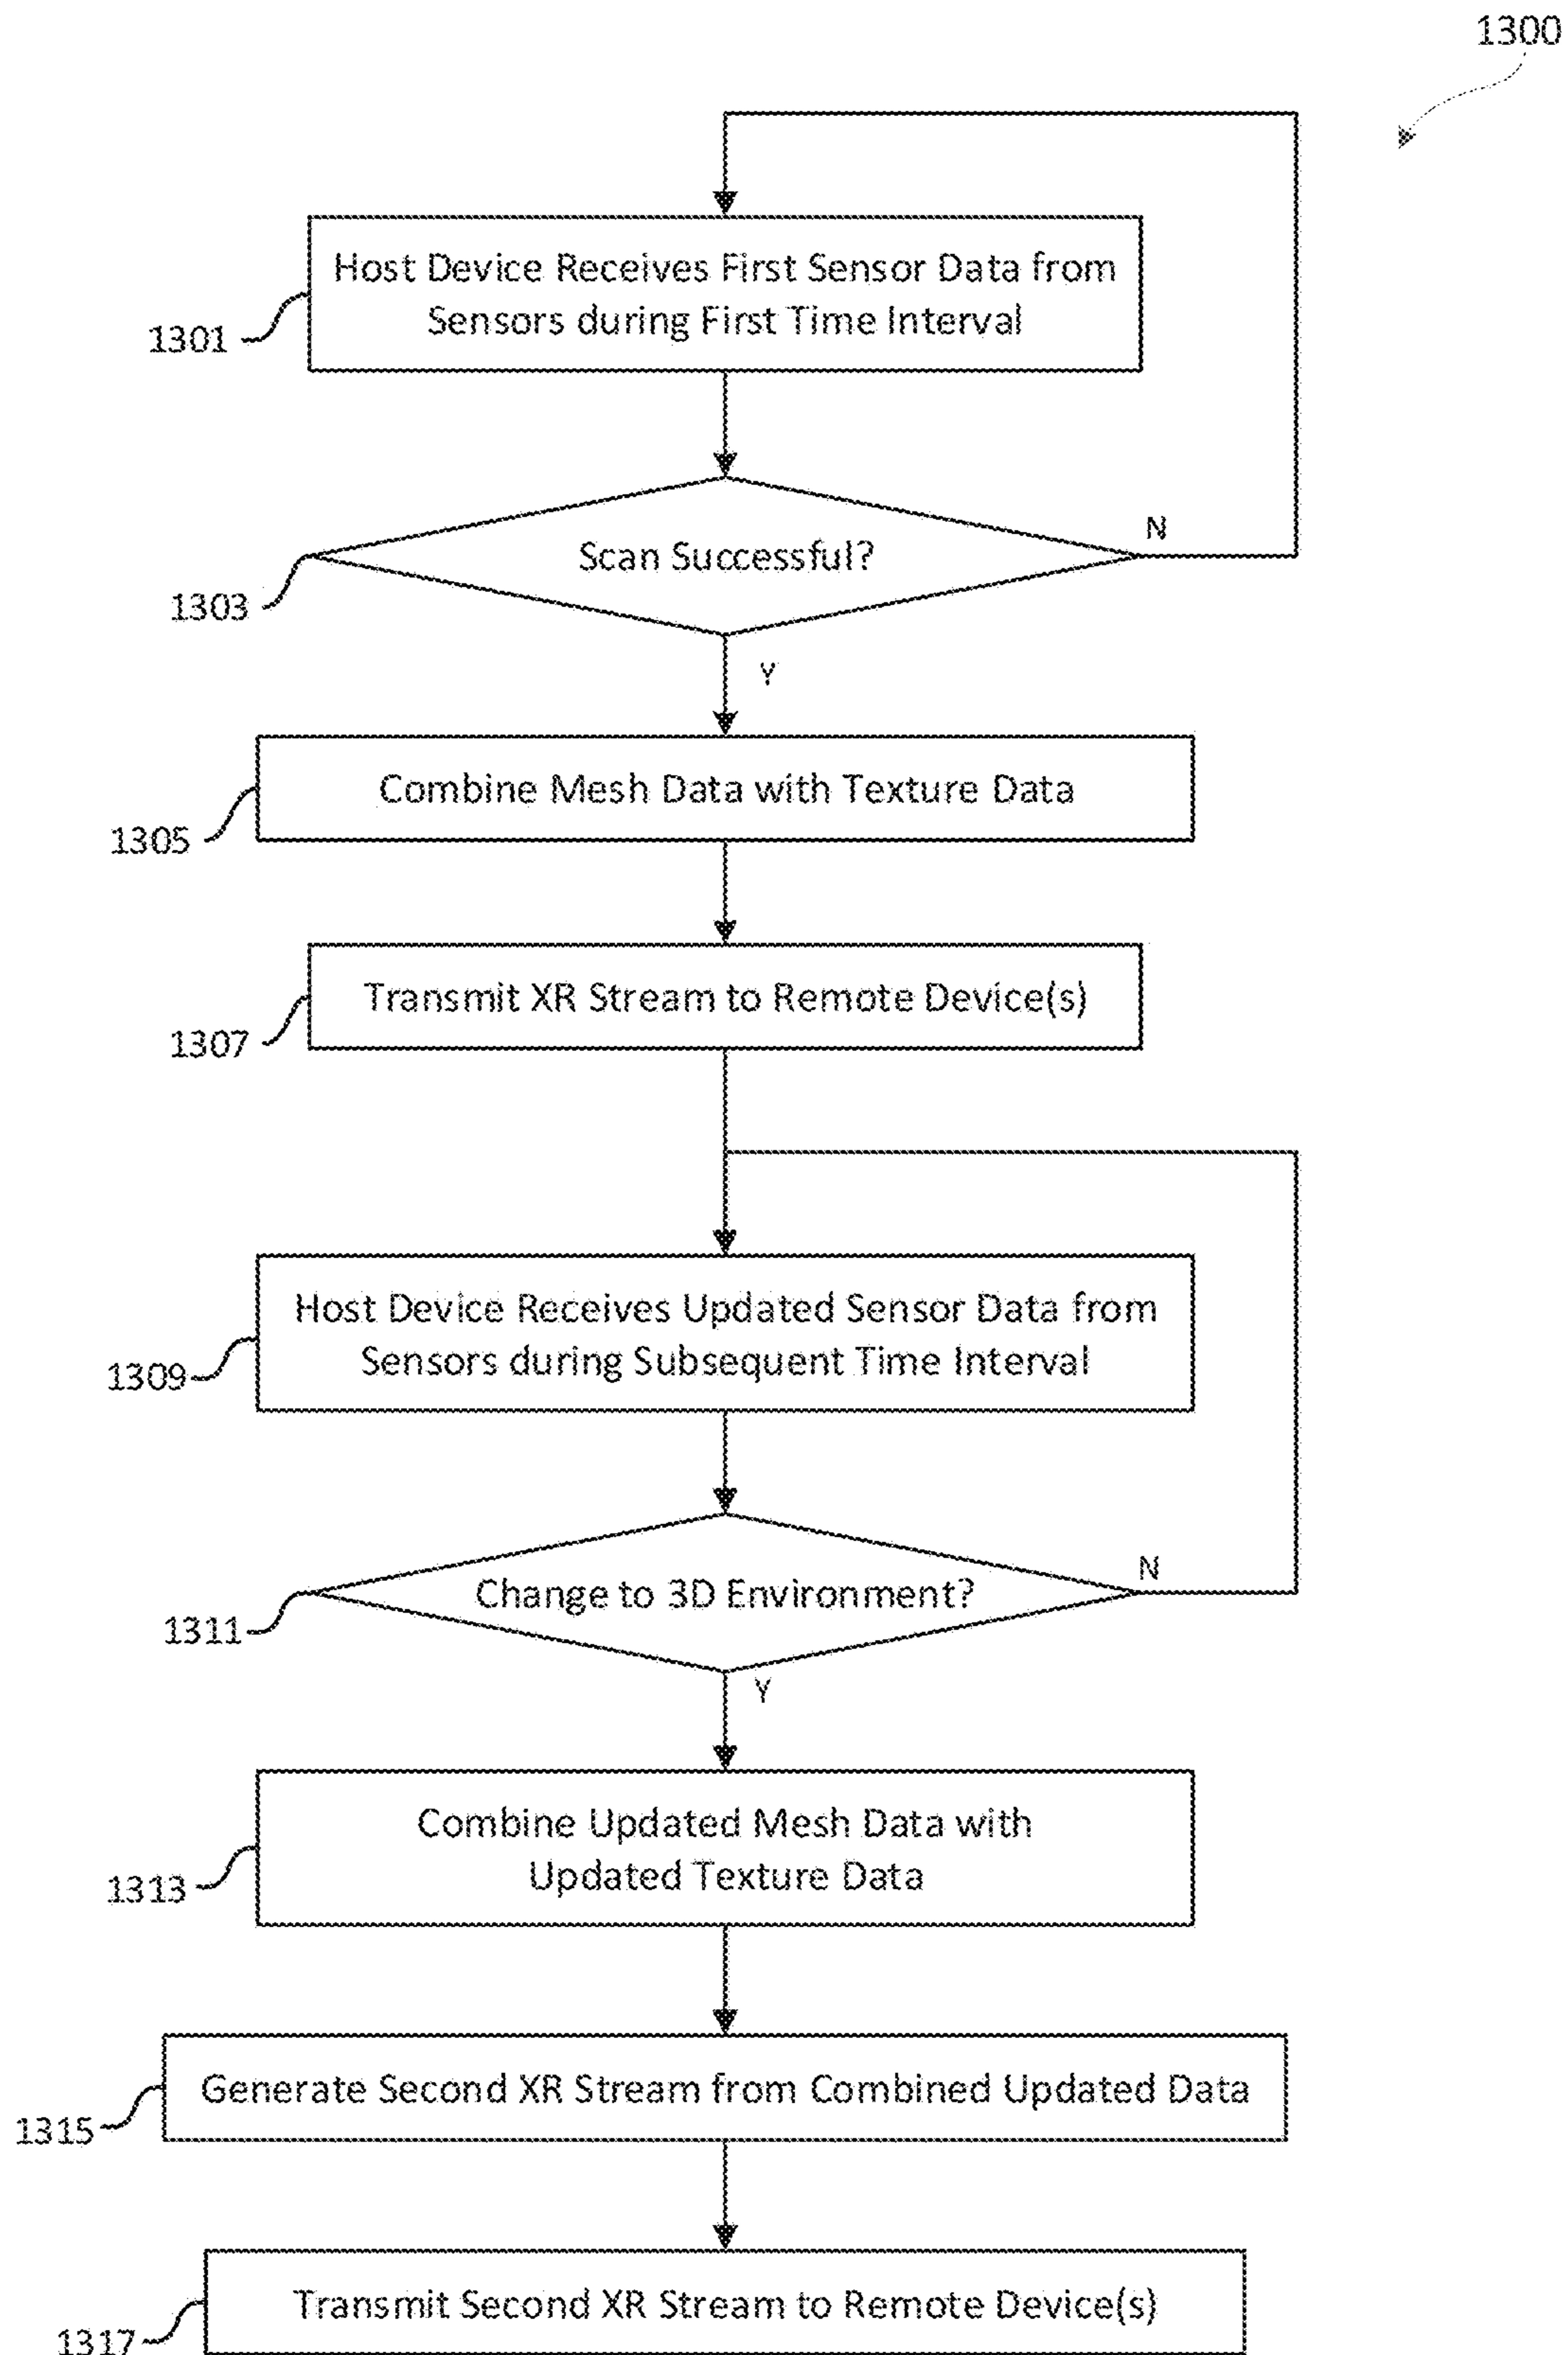 1300
Host Device Receives First Sensor Data from
Sensors during First Time Interval
1301
Scan Successful?
N
1303
Y
Combine Mesh Data with Texture Data
1305
Transmit XR Stream to Remote Device(s)
1307
Host Device Receives Updated Sensor Data from
Sensors during Subsequent Time Interval
1309
Change to 3D Environment?
N
1311
Y
Combine Updated Mesh Data with
Updated Texture Data
1313
Generate Second XR Stream from Combined Updated Data
1315
Transmit Second XR Stream to Remote Device(s)
1317